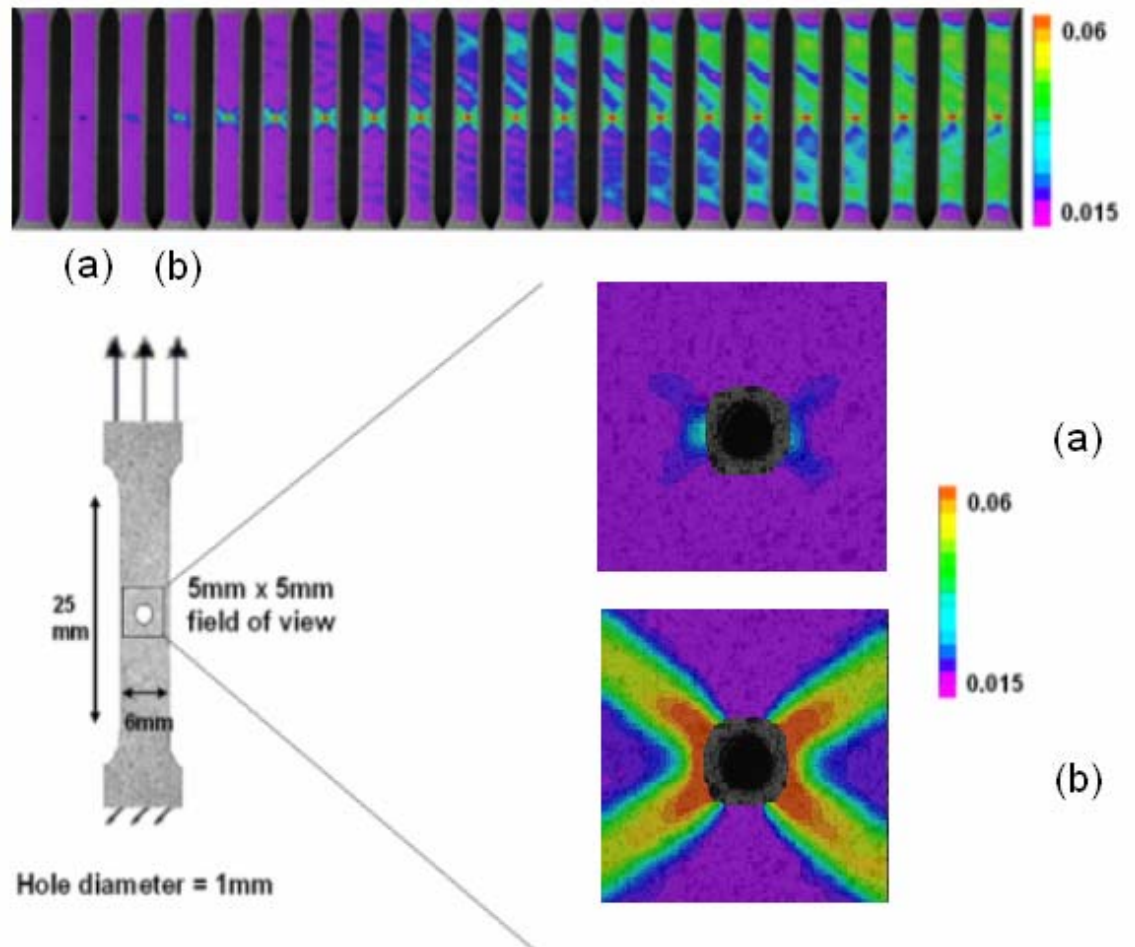 0.06
0.015
(a) (b)
25
mm
5mm x 5mm
field of view
6mm
Hole diameter = 1mm
(a)
0.06
0.015
(b)